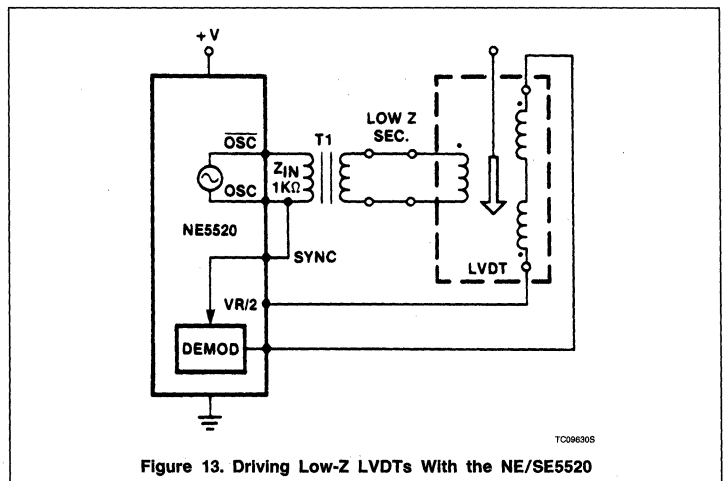 +V
LOW Z
SEC.
T1
OSC
ZIN
1KΩ
OSC
NE5520
SYNC
LVDT
VR/2
DEMOD
TC09630S
Figure 13. Driving Low-Z LVDTs With the NE/SE5520